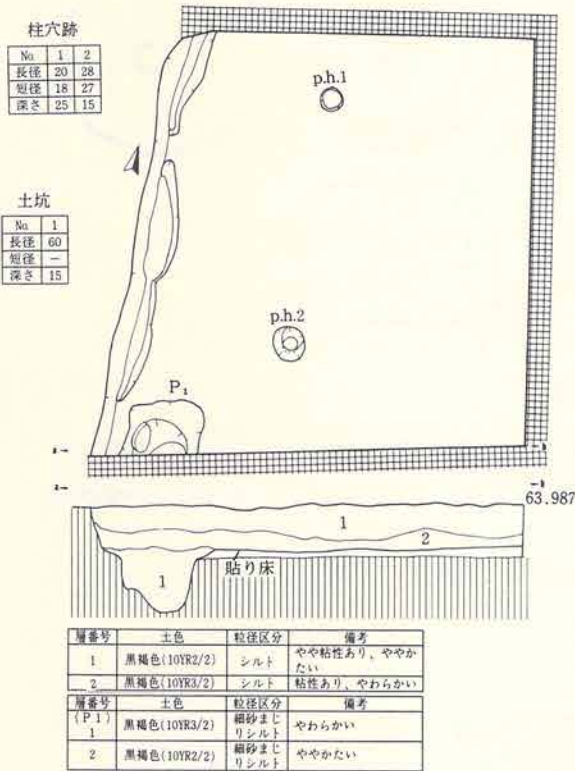 柱穴跡
No 1 2
長径 20 28
短径 18 27
深さ 25 15
土坑
No 1
長径 60
短径 −
深さ 15
p.h.1
p.h.2
P1
63.987
1
2
貼り床
1
層番号 土色 粒径区分 備考
1 黒褐色(10YR2/2) シルト やや粘性あり、ややか
たい
2 黒褐色(10YR3/2) シルト 粘性あり、やわらかい
層番号 土色 粒径区分 備考
(P1)
1 黒褐色(10YR3/2) 細砂まじ
りシルト やわらかい
2 黒褐色(10YR2/2) 細砂まじ
りシルト ややかたい